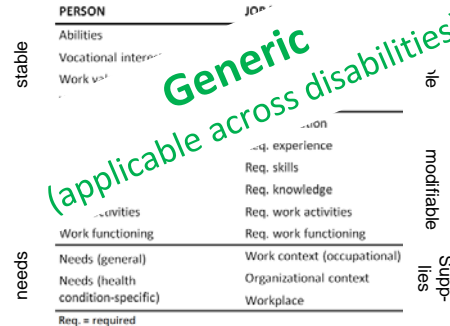 PERSON
Abilities
Vocational
Work
Generic
(applicable across disabilities)
Req. experience
Req. skills
Req. knowledge
Req. work activities
Work functioning
Req. work functioning
Needs (general)
Work context (occupational)
Needs (health
condition-specific)
Organizational context
Workplace
Req. = required
stable
needs
modifiable
Supp-
lies